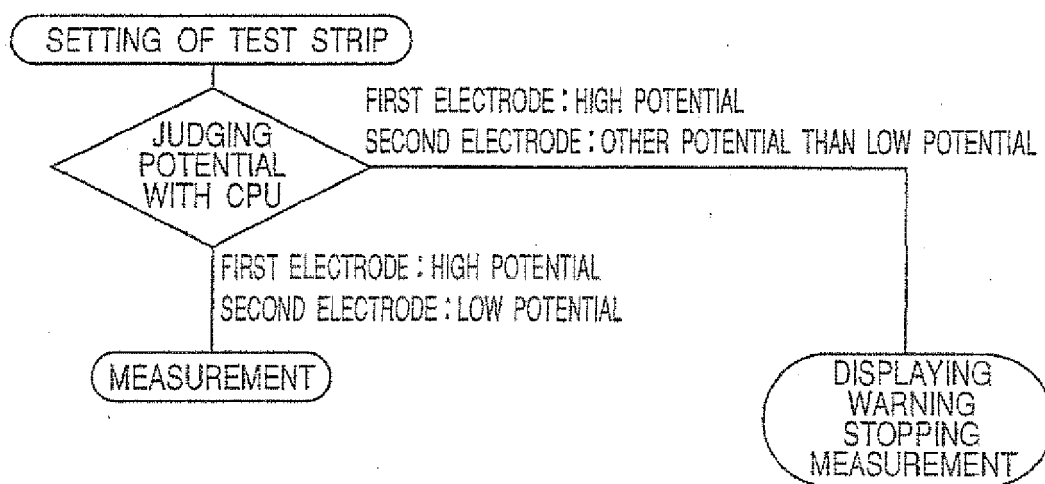 SETTING OF TEST STRIP
FIRST ELECTRODE : HIGH POTENTIAL
SECOND ELECTRODE : OTHER POTENTIAL THAN LOW POTENTIAL
JUDGING
POTENTIAL
WITH CPU
FIRST ELECTRODE : HIGH POTENTIAL
SECOND ELECTRODE : LOW POTENTIAL
MEASUREMENT
DISPLAYING
WARNING
STOPPING
MEASUREMENT